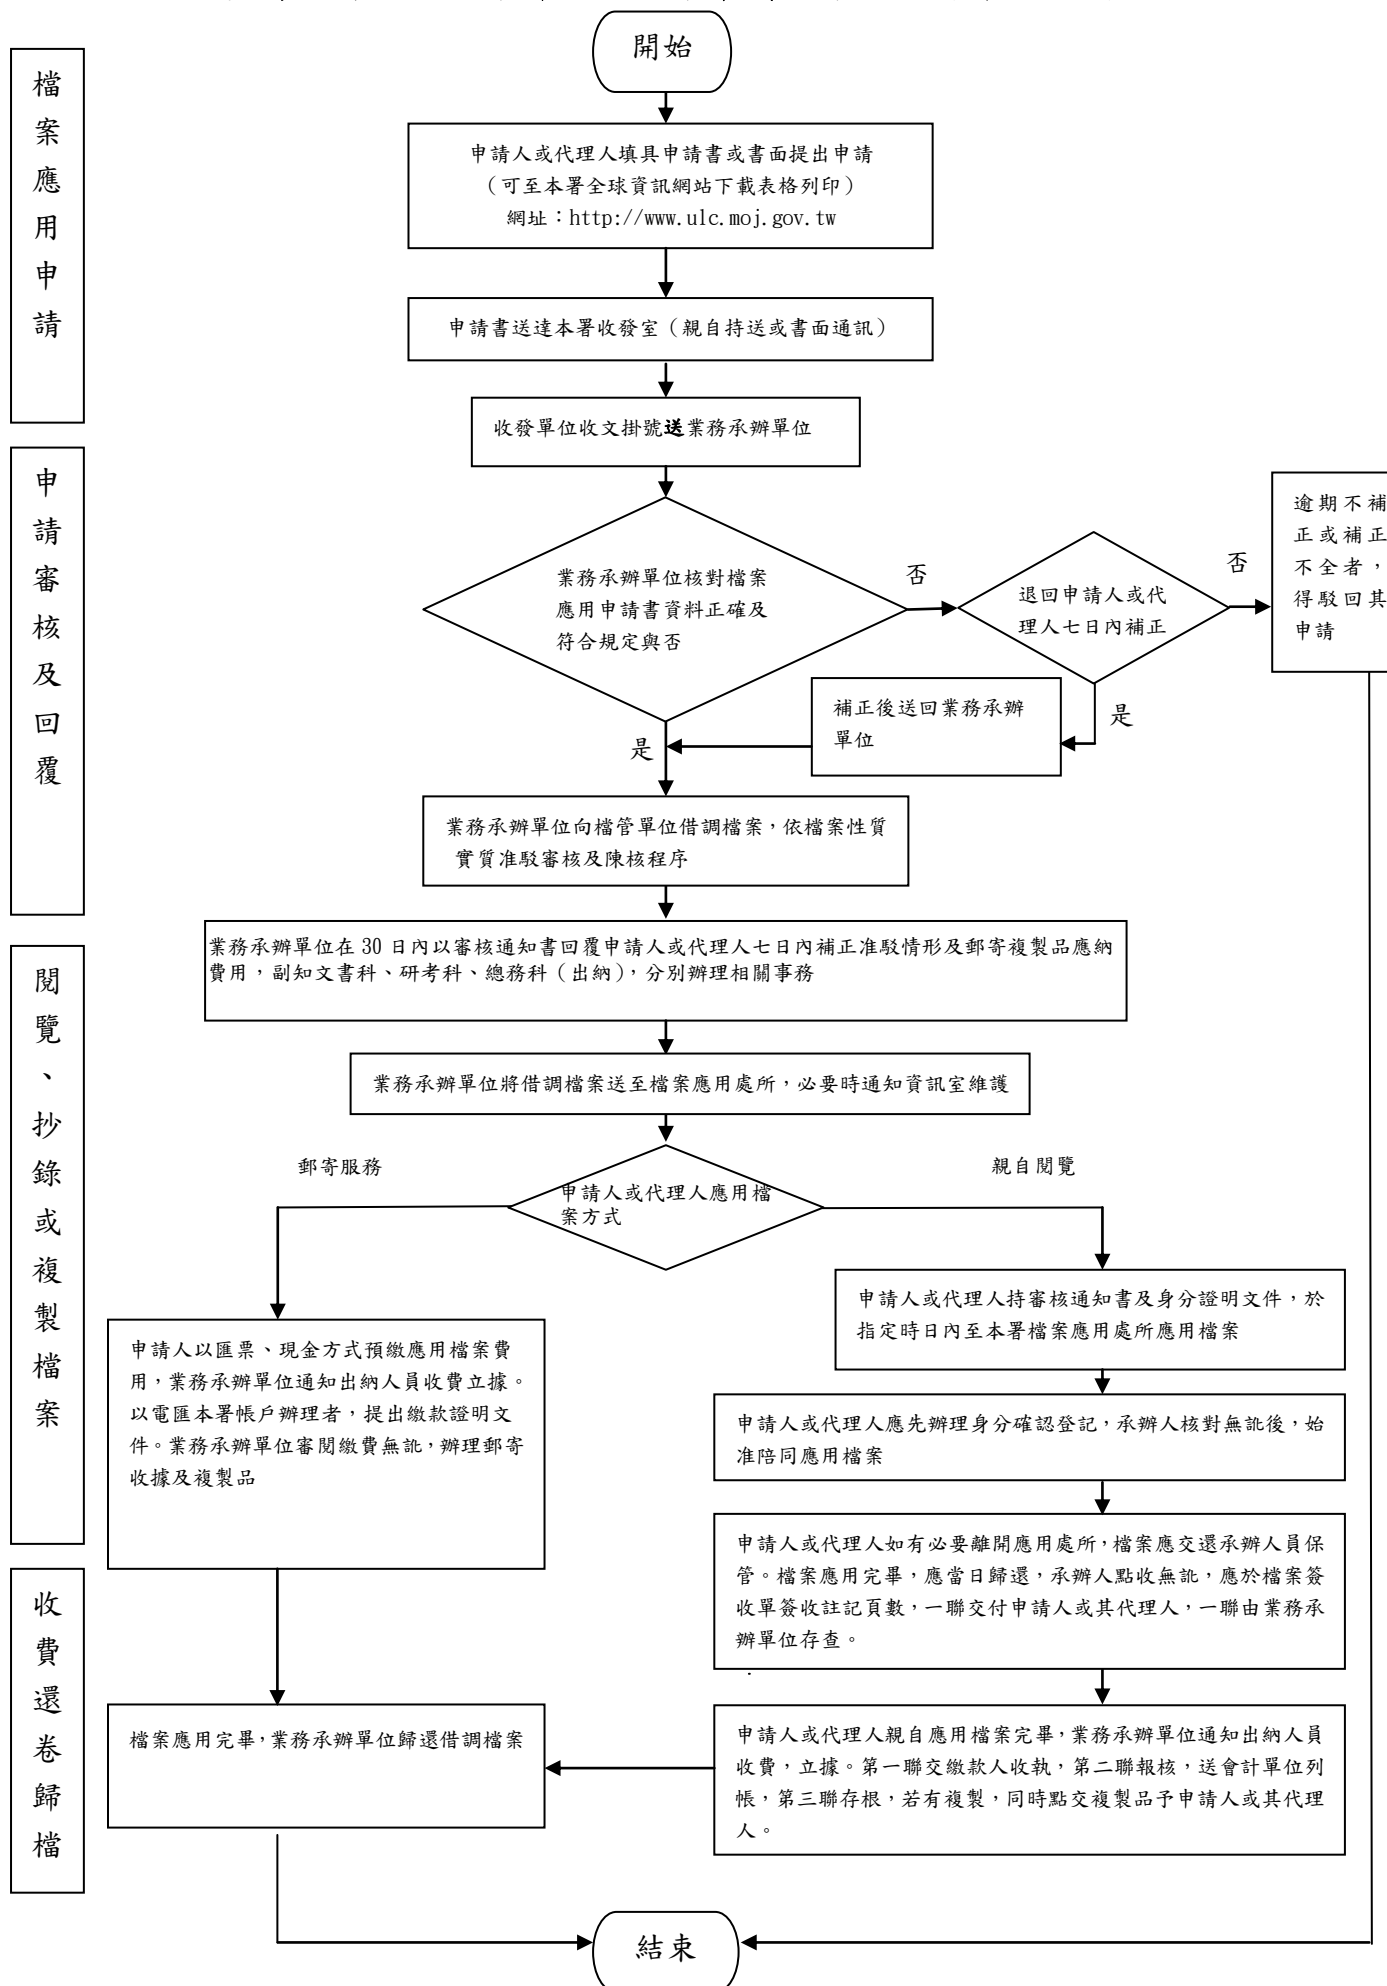 開始
檔案應用申請
申請人或代理人填具申請書或書面提出申請
（可至本署全球資訊網站下載表格列印）
網址：http://www.ulc.moj.gov.tw
申請書送達本署收發室（親自持送或書面通訊）
收發單位收文掛號送業務承辦單位
申請審核及回覆
業務承辦單位核對檔案
應用申請書資料正確及
符合規定與否
否
退回申請人或代
理人七日內補正
否
逾期不補
正或補正
不全者，
得駁回其
申請
是
補正後送回業務承辦
單位
是
業務承辦單位向檔管單位借調檔案，依檔案性質
實質准駁審核及陳核程序
業務承辦單位在 30 日內以審核通知書回覆申請人或代理人七日內補正准駁情形及郵寄複製品應納
費用，副知文書科、研考科、總務科（出納），分別辦理相關事務
閱覽、抄錄或複製檔案
業務承辦單位將借調檔案送至檔案應用處所，必要時通知資訊室維護
郵寄服務
親自閱覽
申請人或代理人應用檔
案方式
申請人以匯票、現金方式預繳應用檔案費
用，業務承辦單位通知出納人員收費立據。
以電匯本署帳戶辦理者，提出繳款證明文
件。業務承辦單位審閱繳費無訛，辦理郵寄
收據及複製品
申請人或代理人持審核通知書及身分證明文件，於
指定時日內至本署檔案應用處所應用檔案
申請人或代理人應先辦理身分確認登記，承辦人核對無訛後，始
准陪同應用檔案
申請人或代理人如有必要離開應用處所，檔案應交還承辦人員保
管。檔案應用完畢，應當日歸還，承辦人點收無訛，應於檔案簽
收單簽收註記頁數，一聯交付申請人或其代理人，一聯由業務承
辦單位存查。
收費還卷歸檔
檔案應用完畢，業務承辦單位歸還借調檔案
申請人或代理人親自應用檔案完畢，業務承辦單位通知出納人員
收費，立據。第一聯交繳款人收執，第二聯報核，送會計單位列
帳，第三聯存根，若有複製，同時點交複製品予申請人或其代理
人。
結束